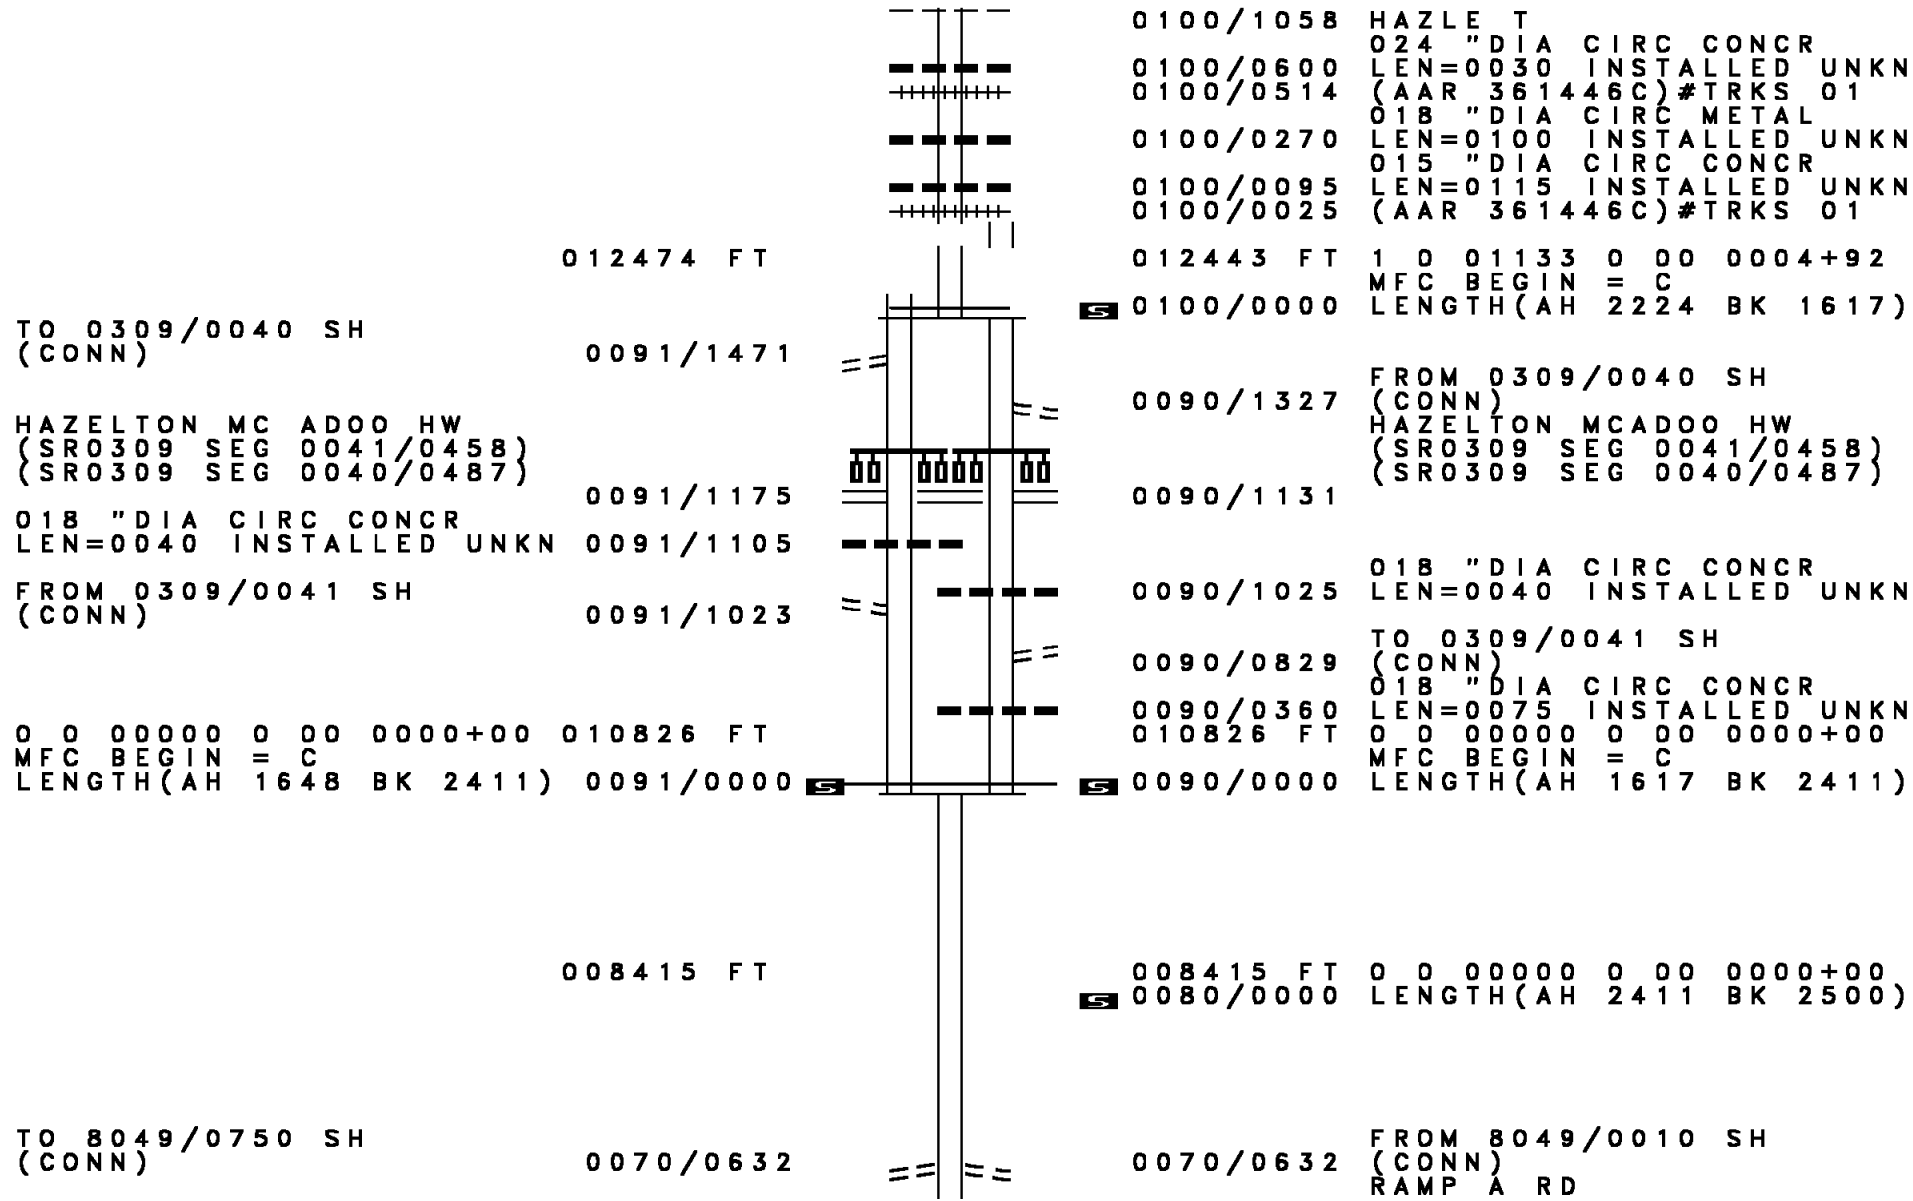 0100/1058 HAZLE T
024 "DIA CIRC CONCR
0100/0600 LEN=0030 INSTALLED UNKN
0100/0514 (AAR 361446C)#TRKS 01
018 "DIA CIRC METAL
0100/0270 LEN=0100 INSTALLED UNKN
015 "DIA CIRC CONCR
0100/0095 LEN=0115 INSTALLED UNKN
0100/0025 (AAR 361446C)#TRKS 01
012474 FT 012443 FT 1 0 01133 0 00 0004+92
MFC BEGIN = C
S 0100/0000 LENGTH(AH 2224 BK 1617)
TO 0309/0040 SH
(CONN) 0091/1471
FROM 0309/0040 SH
0090/1327 (CONN)
HAZELTON MC ADOO HW HAZELTON MCADOO HW
(SR0309 SEG 0041/0458) (SR0309 SEG 0041/0458)
(SR0309 SEG 0040/0487) (SR0309 SEG 0040/0487)
0091/1175 0090/1131
018 "DIA CIRC CONCR
LEN=0040 INSTALLED UNKN 0091/1105
018 "DIA CIRC CONCR
FROM 0309/0041 SH 0090/1025 LEN=0040 INSTALLED UNKN
(CONN) 0091/1023
TO 0309/0041 SH
0090/0829 (CONN)
018 "DIA CIRC CONCR
0090/0360 LEN=0075 INSTALLED UNKN
0 0 00000 0 00 0000+00 010826 FT 010826 FT 0 0 00000 0 00 0000+00
MFC BEGIN = C MFC BEGIN = C
LENGTH(AH 1648 BK 2411) 0091/0000 S S 0090/0000 LENGTH(AH 1617 BK 2411)
008415 FT 008415 FT 0 0 00000 0 00 0000+00
S 0080/0000 LENGTH(AH 2411 BK 2500)
TO 8049/0750 SH FROM 8049/0010 SH
(CONN) 0070/0632 0070/0632 (CONN)
RAMP A RD